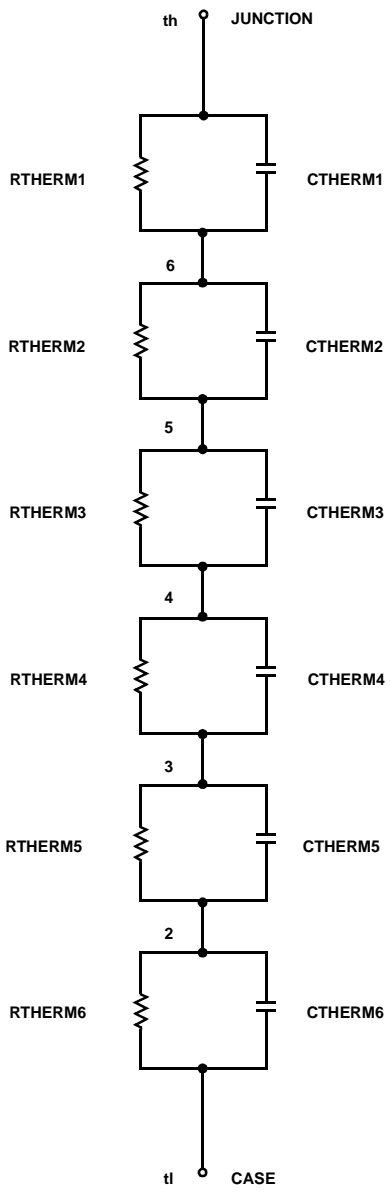 th JUNCTION
RTHERM1 CTHERM1
6
RTHERM2 CTHERM2
5
RTHERM3 CTHERM3
4
RTHERM4 CTHERM4
3
RTHERM5 CTHERM5
2
RTHERM6 CTHERM6
tl CASE